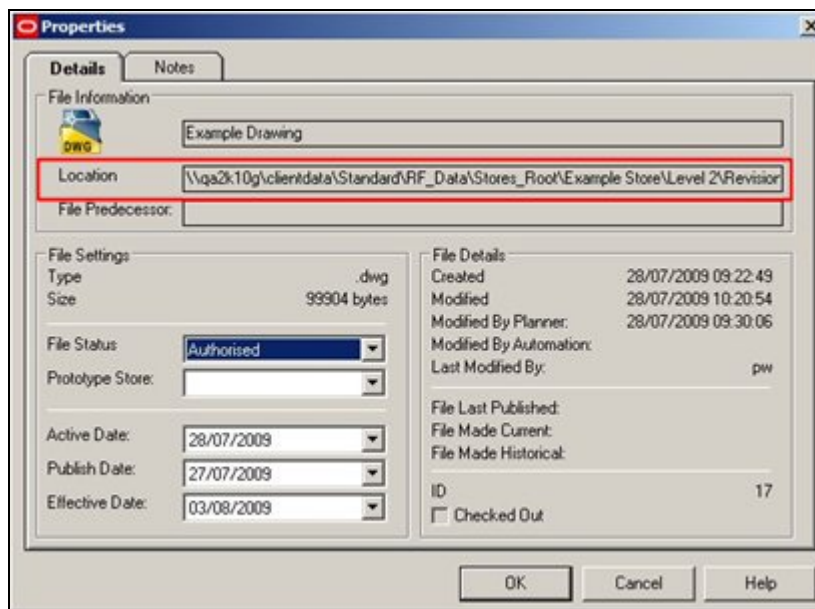 Properties
Details Notes
File Information
DWG
Example Drawing
Location \\qa2k10g\clientdata\Standard\RF_Data\Stores_Root\Example Store\Level 2\Revision
File Predecessor:
File Settings
Type .dwg
Size 99904 bytes
File Status Authorised
Prototype Store:
Active Date: 28/07/2009
Publish Date: 27/07/2009
Effective Date: 03/08/2009
File Details
Created 28/07/2009 09:22:49
Modified 28/07/2009 10:20:54
Modified By Planner: 28/07/2009 09:30:06
Modified By Automation:
Last Modified By: pw
File Last Published:
File Made Current:
File Made Historical:
ID 17
Checked Out
OK Cancel Help